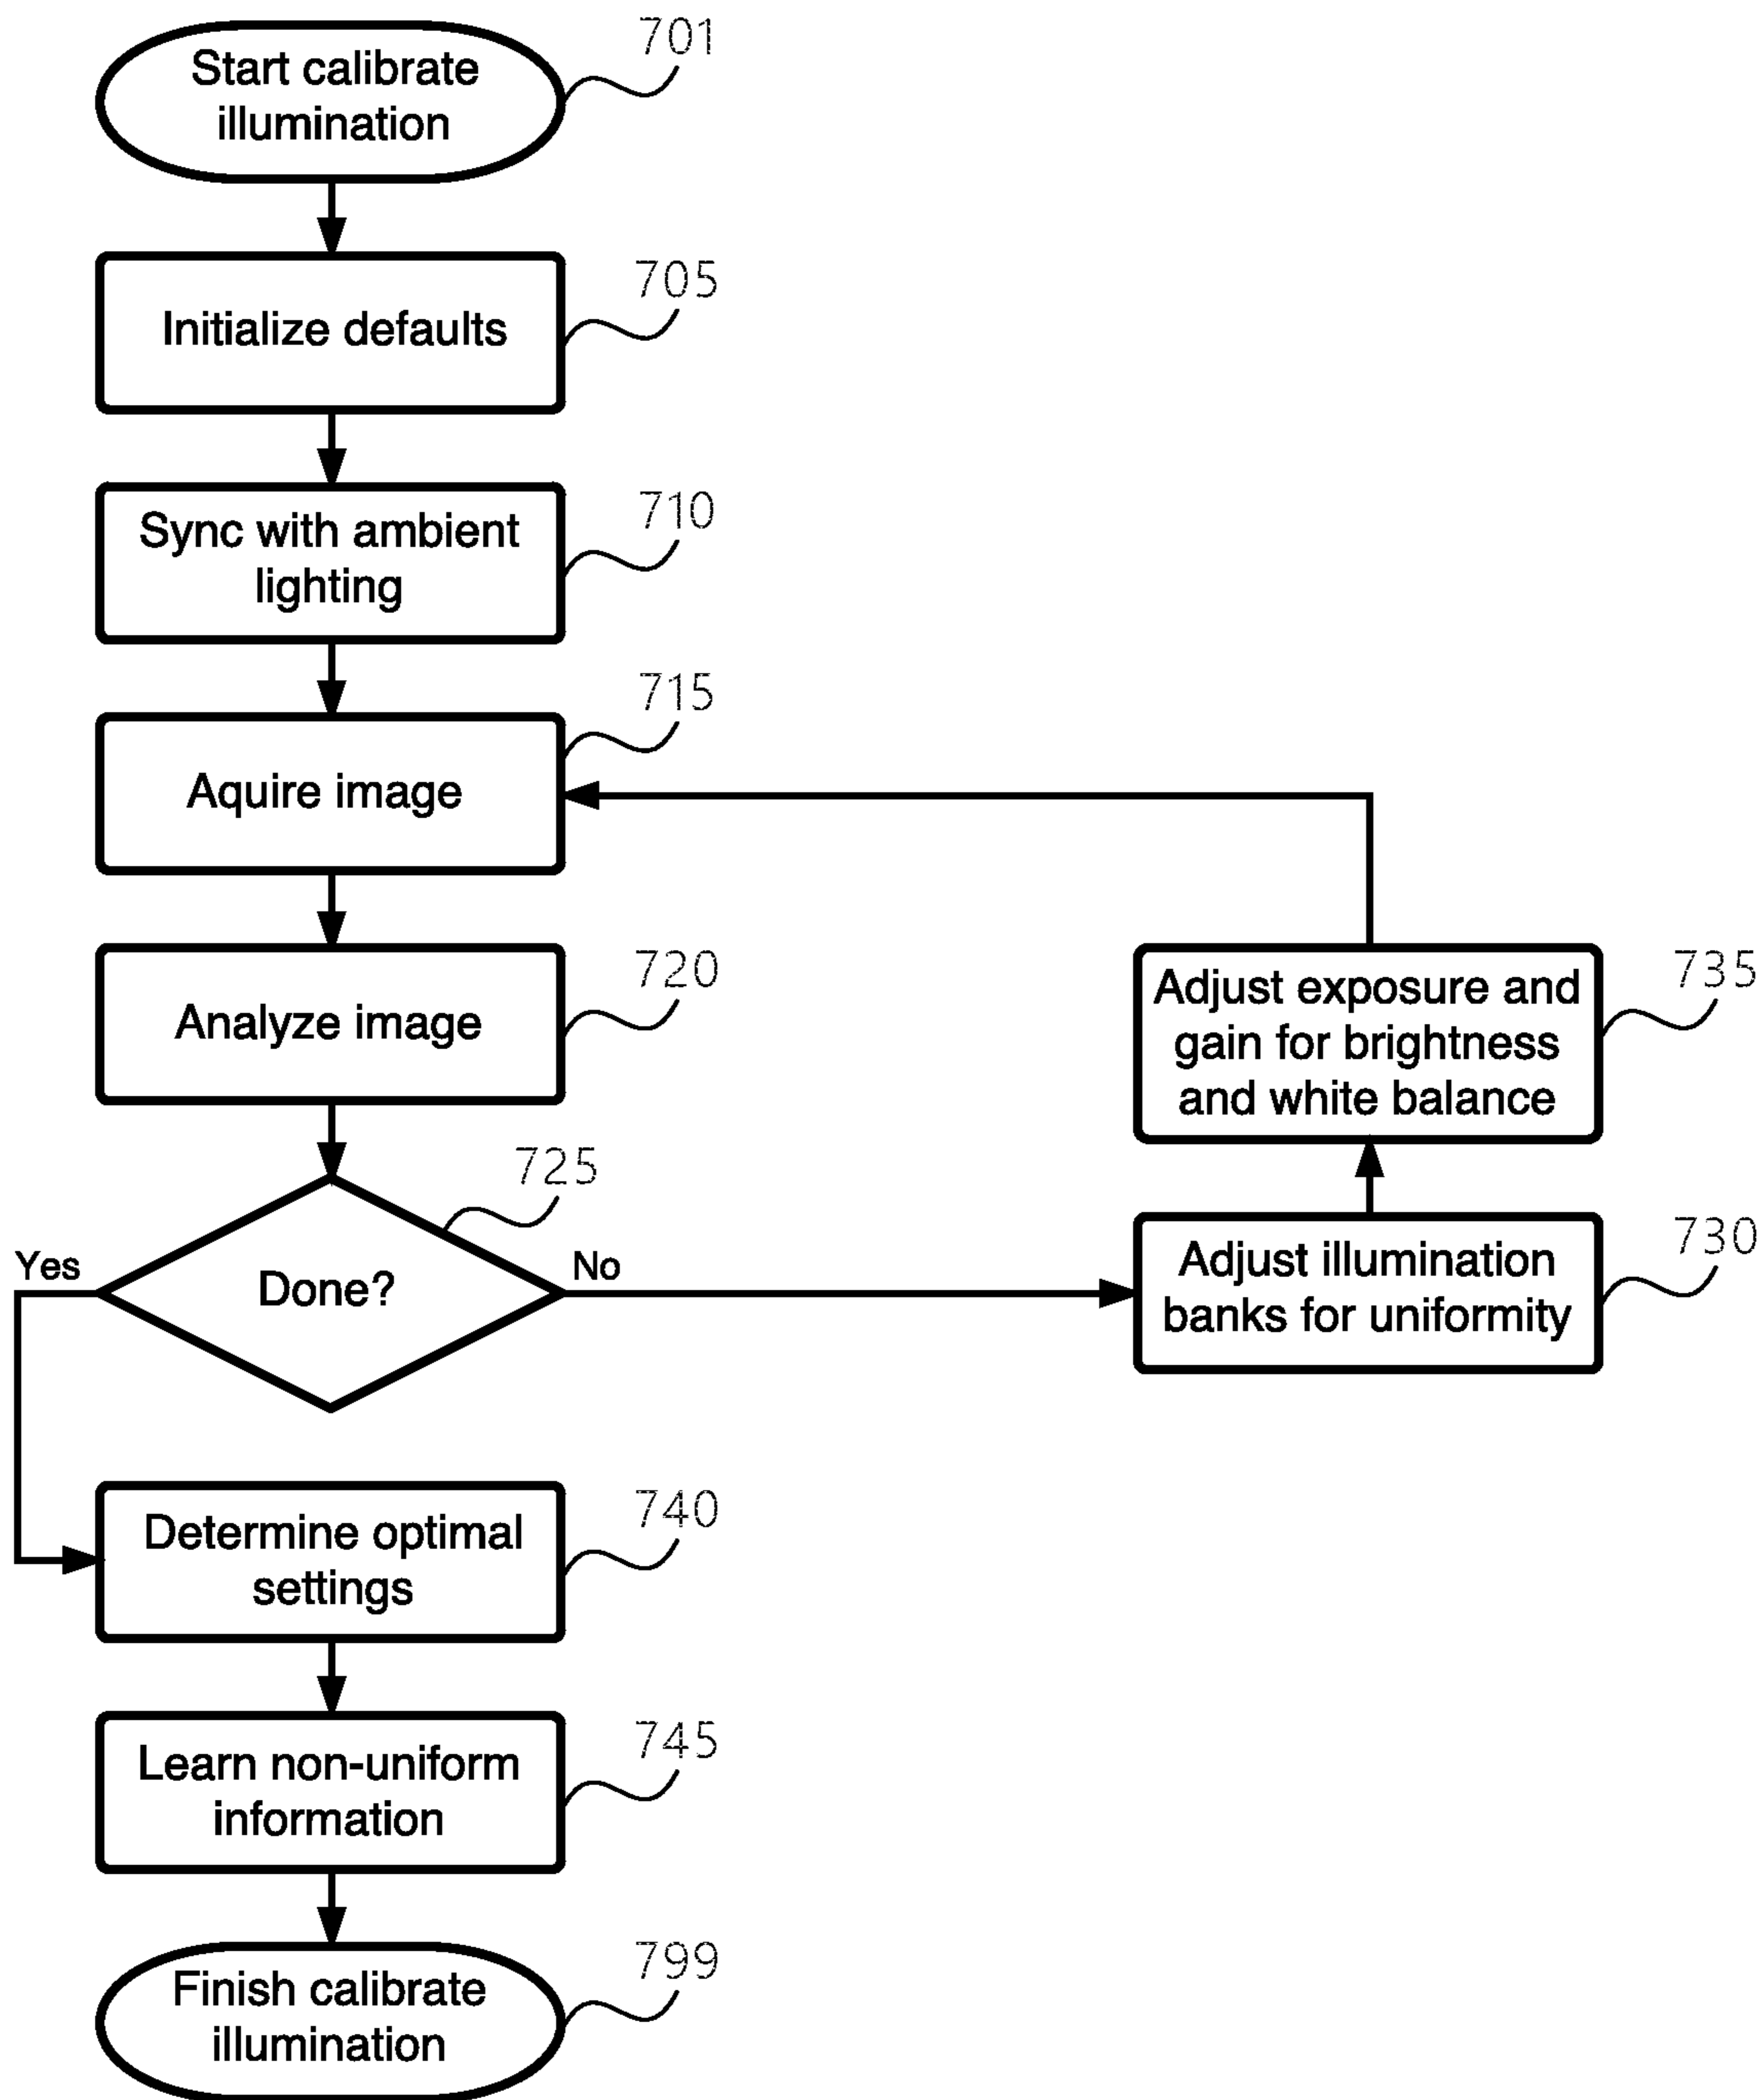 Start calibrate
illumination
701
Initialize defaults
705
Sync with ambient
lighting
710
Aquire image
715
Analyze image
720
Done?
725
Yes
No
Adjust illumination
banks for uniformity
730
Adjust exposure and
gain for brightness
and white balance
735
Determine optimal
settings
740
Learn non-uniform
information
745
Finish calibrate
illumination
799